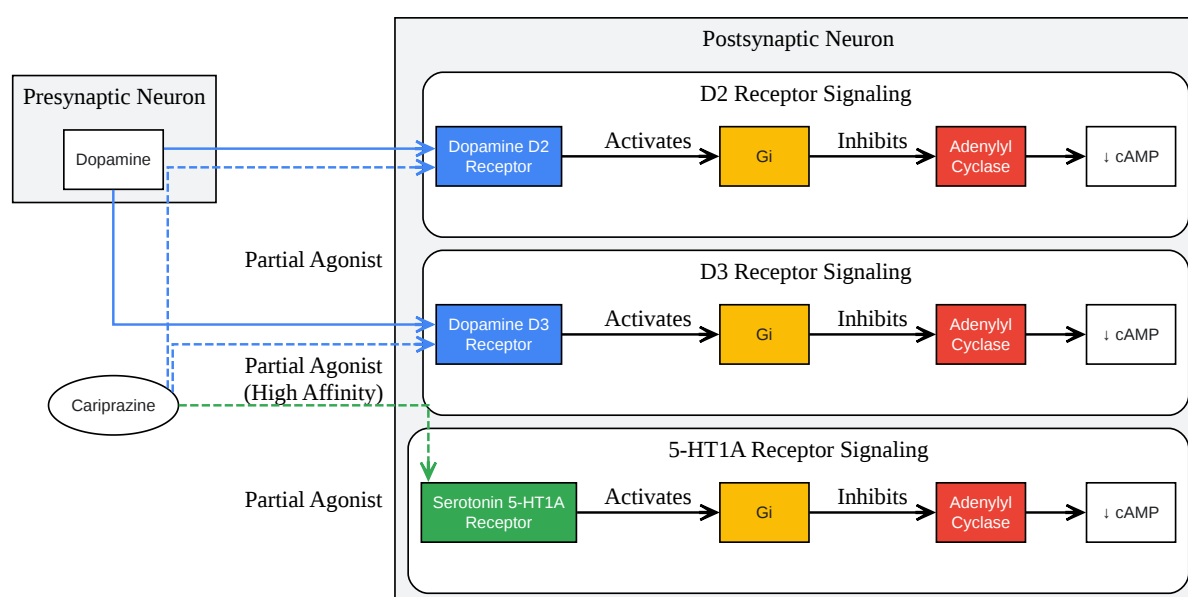 Postsynaptic Neuron
Presynaptic Neuron
Dopamine
D2 Receptor Signaling
Dopamine D2
Receptor
Activates
Gi
Inhibits
Adenylyl
Cyclase
↓ cAMP
Partial Agonist
D3 Receptor Signaling
Dopamine D3
Receptor
Activates
Gi
Inhibits
Adenylyl
Cyclase
↓ cAMP
Partial Agonist
(High Affinity)
Cariprazine
5-HT1A Receptor Signaling
Partial Agonist
Serotonin 5-HT1A
Receptor
Activates
Gi
Inhibits
Adenylyl
Cyclase
↓ cAMP